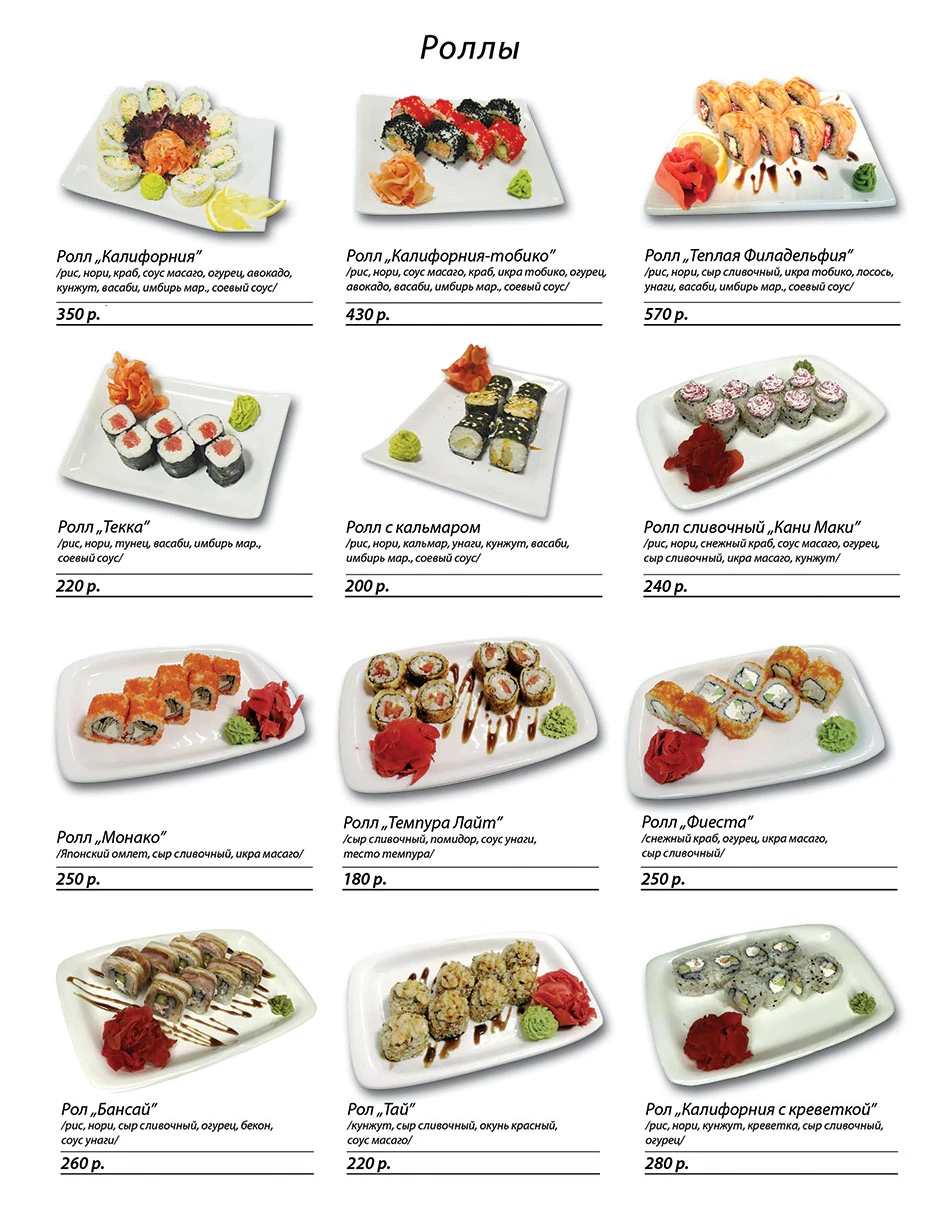 Роллы
Ролл „Калифорния”
/рис, нори, краб, соус масаго, огурец, авокадо,
кунжут, васаби, имбирь мар., соевый соус/
350 р.
Ролл „Калифорния-тобико”
/рис, нори, соус масаго, краб, икра тобико, огурец,
авокадо, васаби, имбирь мар., соевый соус/
430 р.
Ролл „Теплая Филадельфия”
/рис, нори, сыр сливочный, икра тобико, лосось,
унаги, васаби, имбирь мар., соевый соус/
570 р.
Ролл „Текка”
/рис, нори, тунец, васаби, имбирь мар.,
соевый соус/
220 р.
Ролл с кальмаром
/рис, нори, кальмар, унаги, кунжут, васаби,
имбирь мар., соевый соус/
200 р.
Ролл сливочный „Кани Маки”
/рис, нори, снежный краб, соус масаго, огурец,
сыр сливочный, икра масаго, кунжут/
240 р.
Ролл „Монако”
/Японский омлет, сыр сливочный, икра масаго/
250 р.
Ролл „Темпура Лайт”
/сыр сливочный, помидор, соус унаги,
тесто темпура/
180 р.
Ролл „Фиеста”
/снежный краб, огурец, икра масаго,
сыр сливочный/
250 р.
Рол „Бансай”
/рис, нори, сыр сливочный, огурец, бекон,
соус унаги/
260 р.
Рол „Тай”
/кунжут, сыр сливочный, окунь красный,
соус масаго/
220 р.
Рол „Калифорния с креветкой”
/рис, нори, кунжут, креветка, сыр сливочный,
огурец/
280 р.